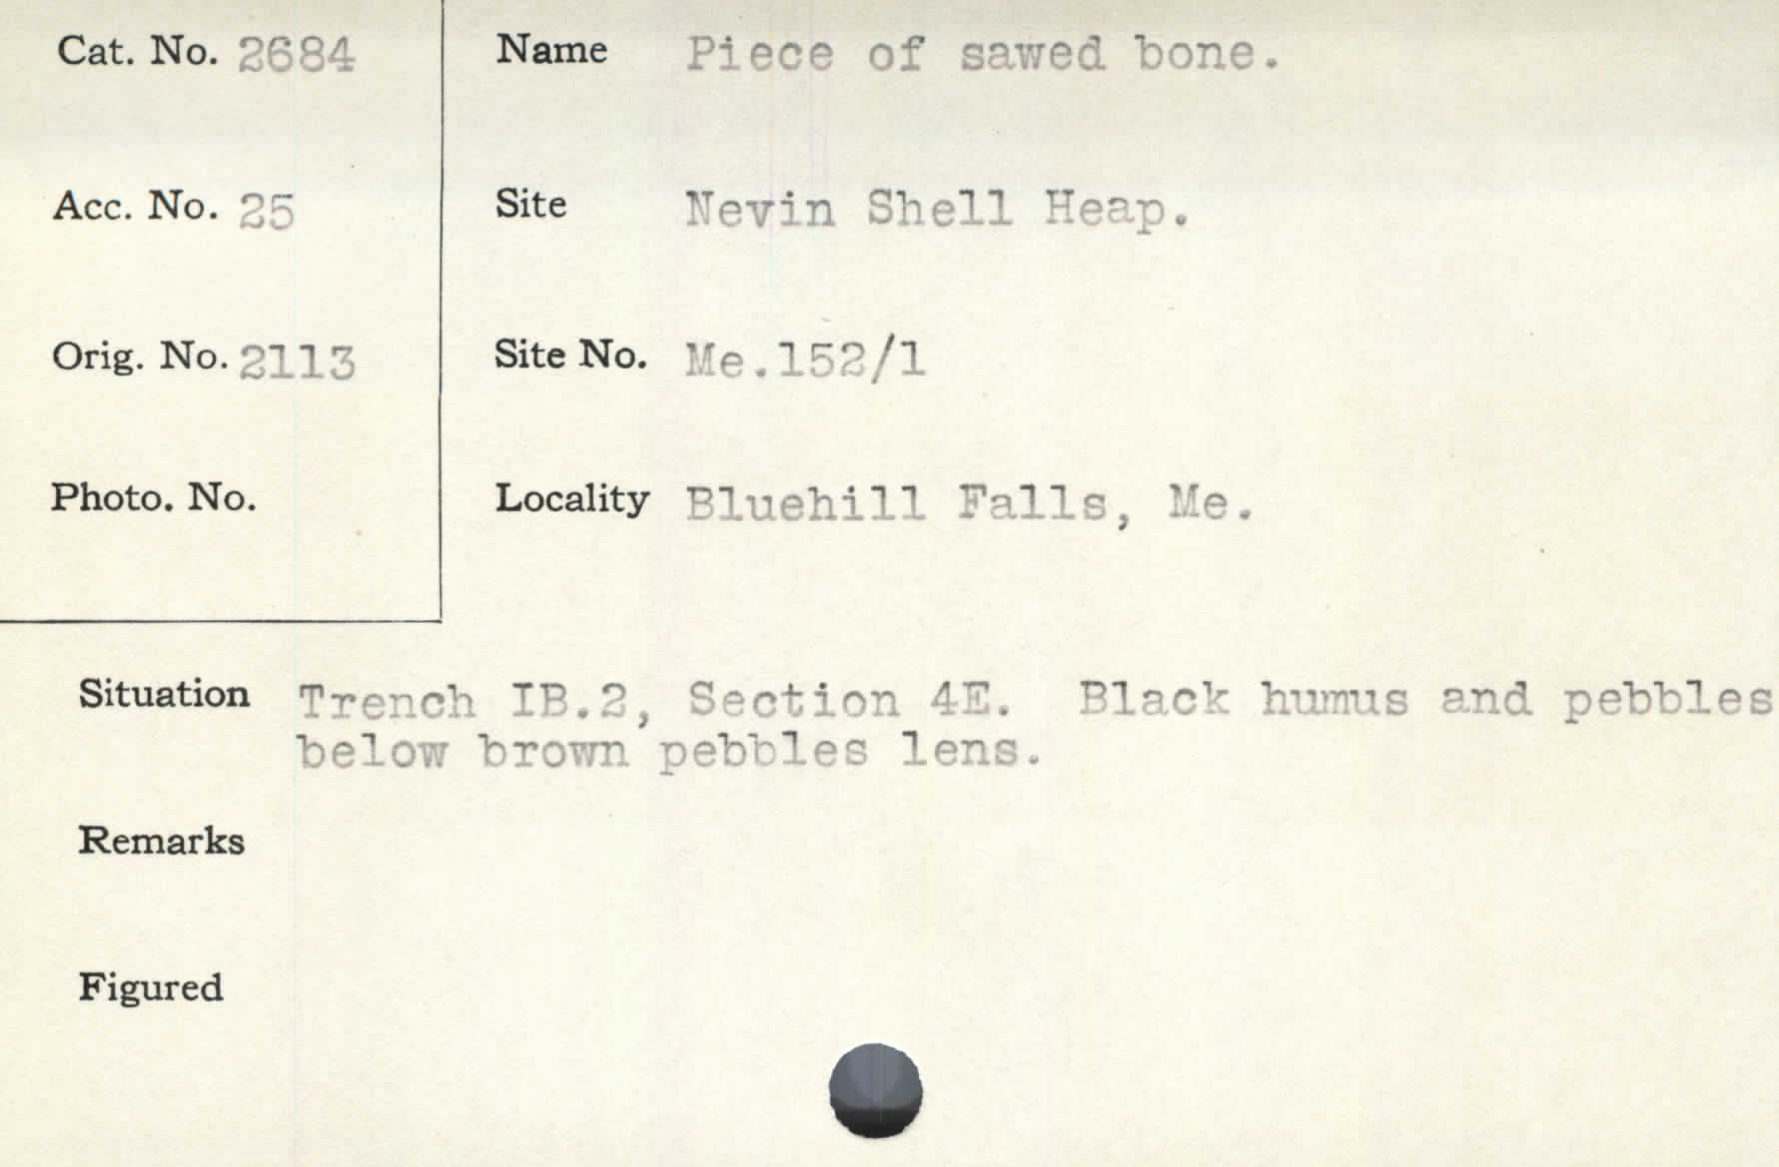 Cat. No. 2684
Name Piece of sawed bone.
Acc. No. 25
Site Nevin Shell Heap.
Orig. No. 2113
Site No. Me.152/1
Photo. No.
Locality Bluehill Falls, Me.
Situation Trench IB.2, Section 4E. Black humus and pebbles
below brown pebbles lens.
Remarks
Figured